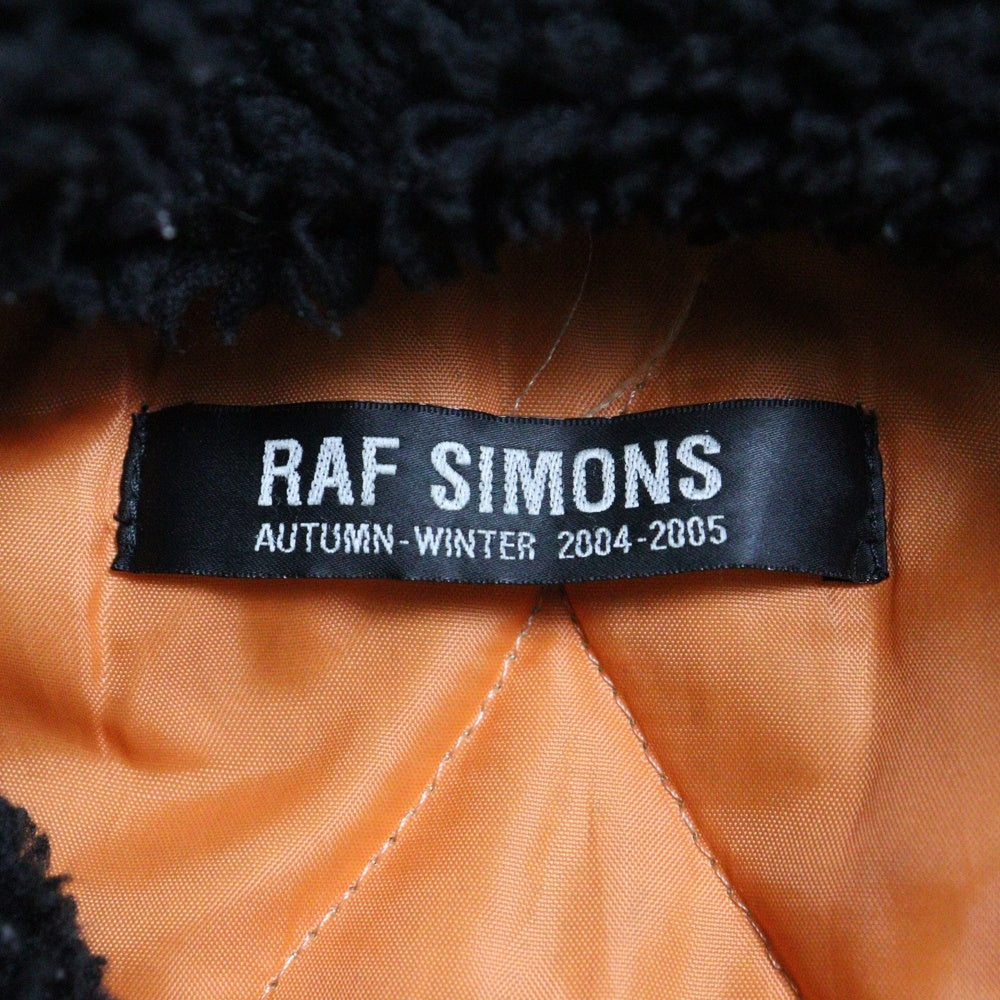 RAF SIMONS
AUTUMN-WINTER 2004-2005